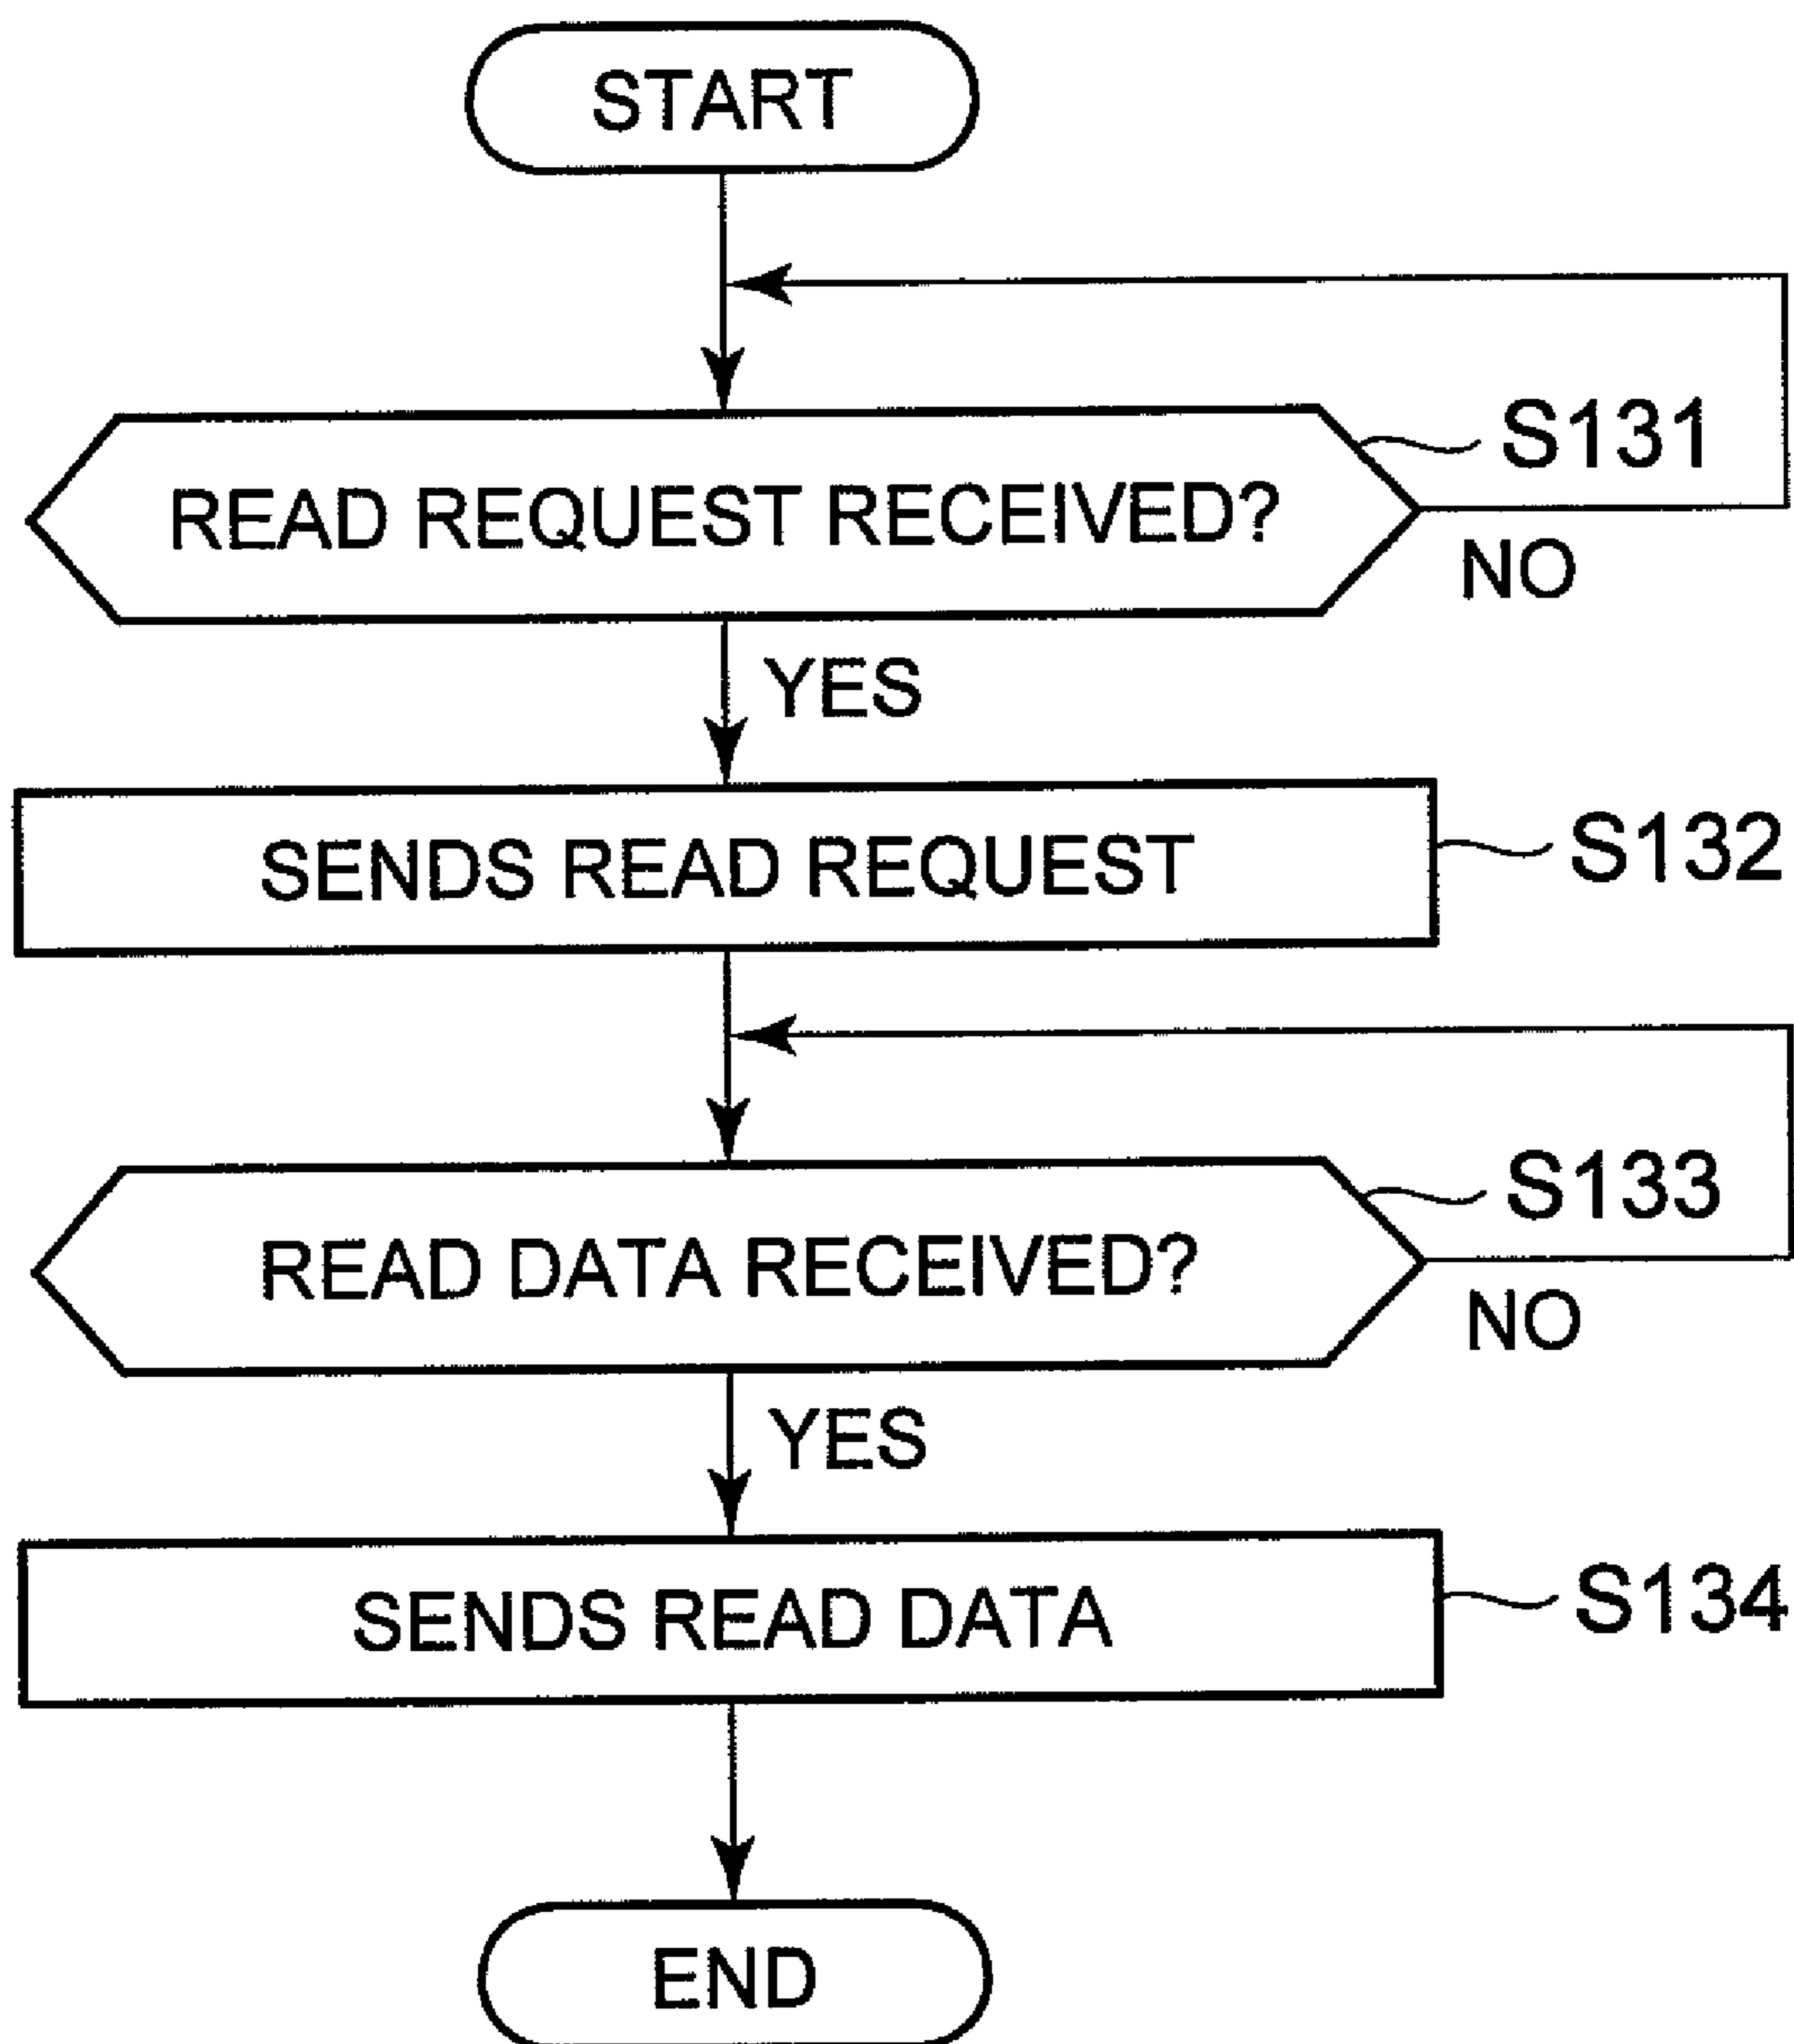 START
S131
READ REQUEST RECEIVED?
NO
YES
SENDS READ REQUEST
S132
S133
READ DATA RECEIVED?
NO
YES
SENDS READ DATA
S134
END